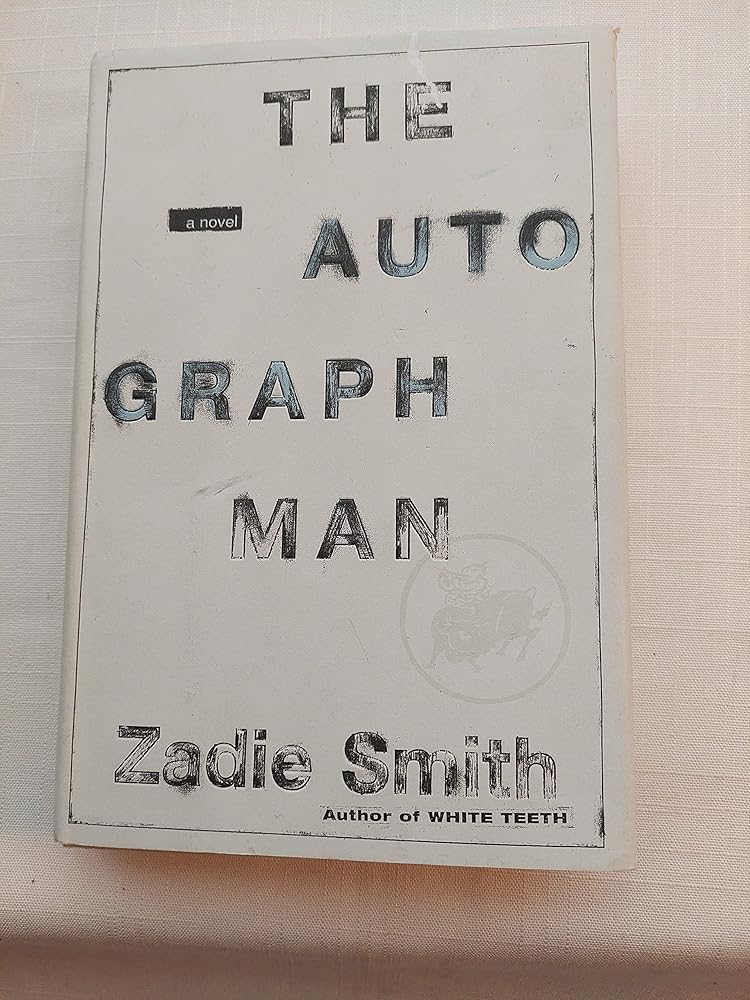 THE
a novel
AUTO
GRAPH
MAN
Zadie Smith
Author of WHITE TEETH